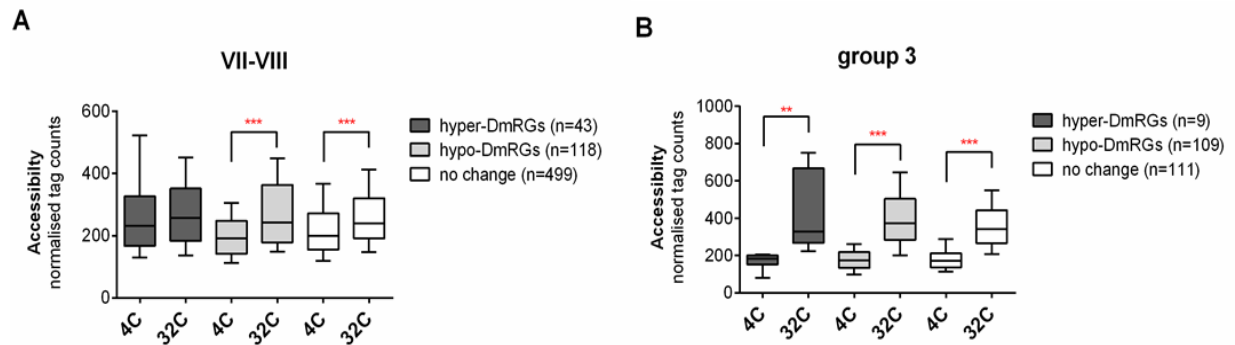 A
VII-VIII
Accessibilty
normalised tag counts
600
400
200
0
4C
32C
4C
32C
4C
32C
***
***
hyper-DmRGs (n=43)
hypo-DmRGs (n=118)
no change (n=499)
B
group 3
Accessibilty
normalised tag counts
1000
800
600
400
200
0
4C
32C
4C
32C
4C
32C
**
***
***
hyper-DmRGs (n=9)
hypo-DmRGs (n=109)
no change (n=111)